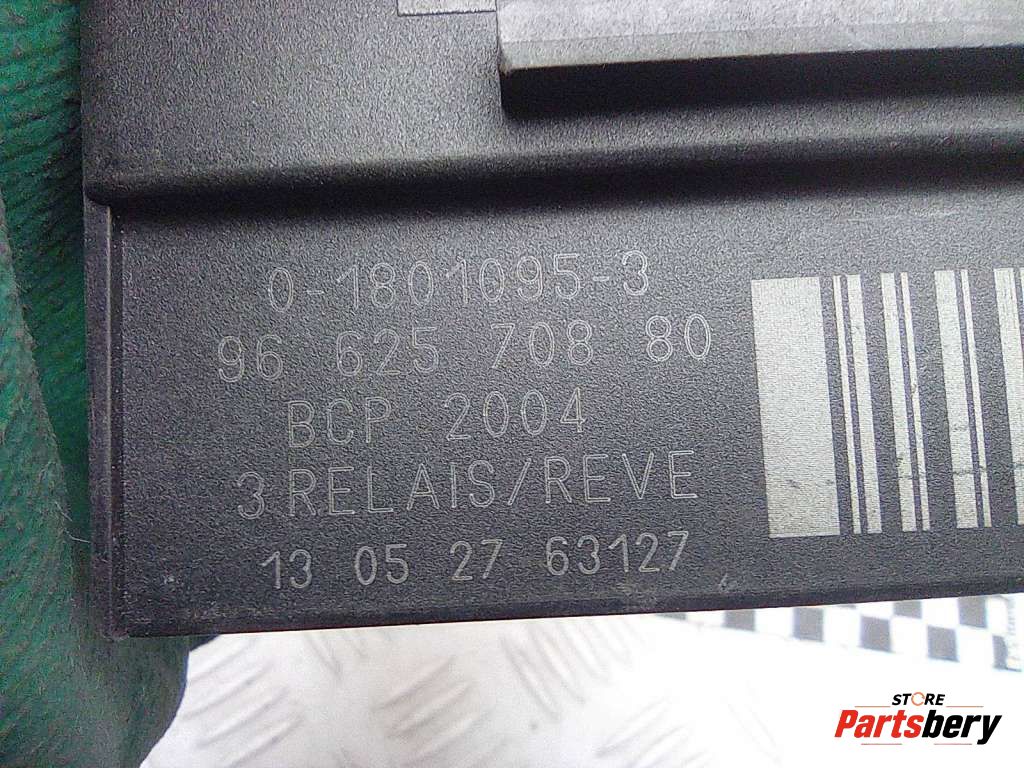 0-1801095-3
96 625 708 80
BCP 2004
3 RELAIS/REVE
13 05 27 63127
STORE
Partsbery